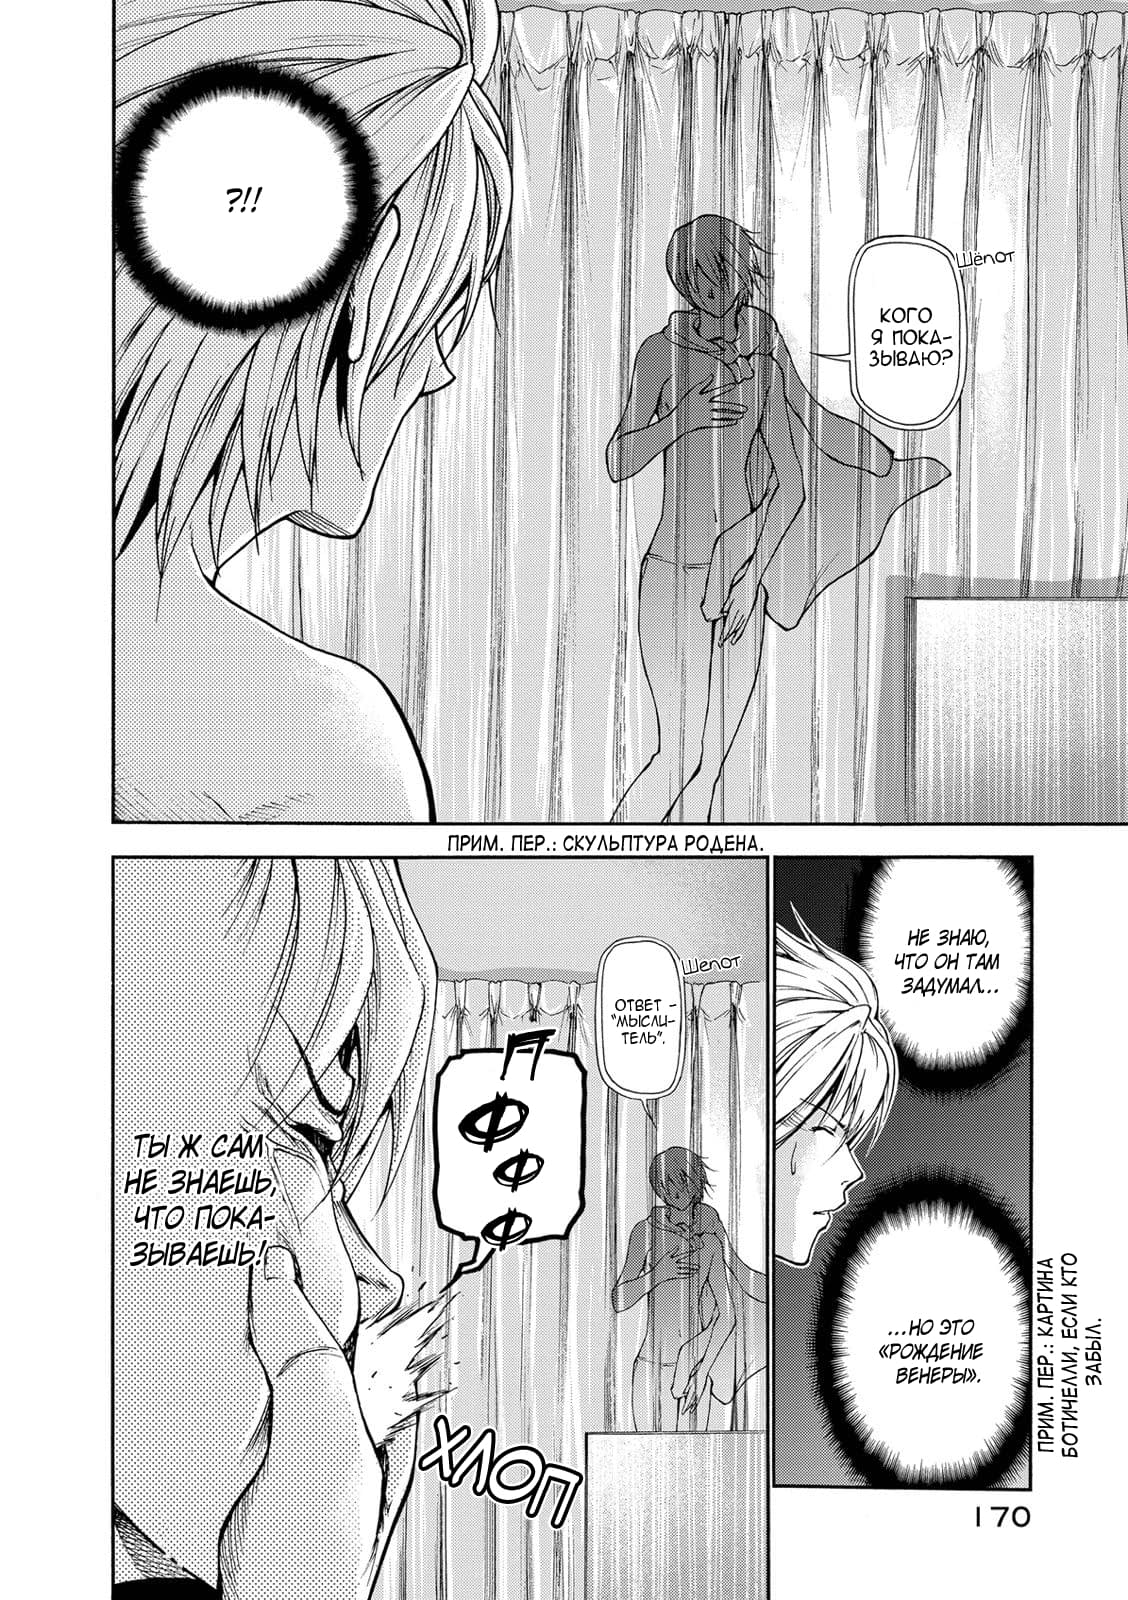 ?!!
Шёпот
КОГО
Я ПОКА-
ЗЫВАЮ?
ПРИМ. ПЕР.: СКУЛЬПТУРА РОДЕНА.
НЕ ЗНАЮ,
ЧТО ОН ТАМ
ЗАДУМАЛ...
...НО ЭТО
«РОЖДЕНИЕ
ВЕНЕРЫ».
ПРИМ. ПЕР.: КАРТИНА
БОТИЧЕЛЛИ, ЕСЛИ КТО
ЗАБЫЛ.
Шепот
ОТВЕТ -
"МЫСЛИ-
ТЕЛЬ".
П
Ф
Ф
Ф
ТЫ Ж САМ
НЕ ЗНАЕШЬ,
ЧТО ПОКА-
ЗЫВАЕШЬ!
ХЛОП
170